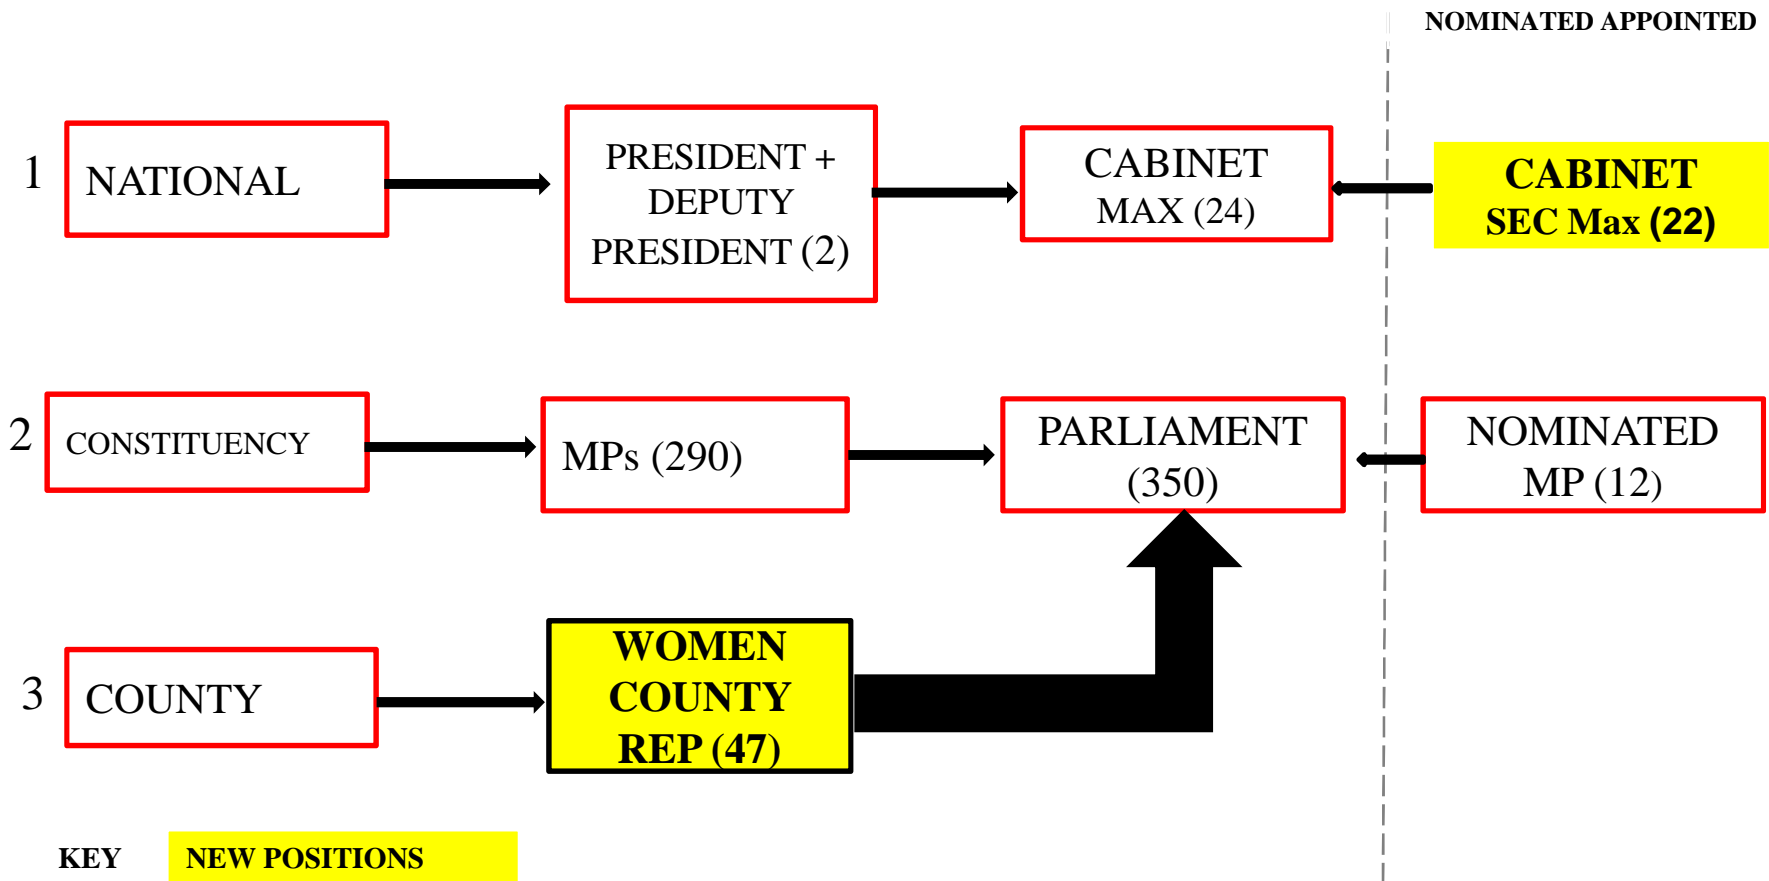 NOMINATED APPOINTED
1
NATIONAL
PRESIDENT +
DEPUTY
PRESIDENT (2)
CABINET
MAX (24)
CABINET
SEC Max (22)
2
CONSTITUENCY
MPs (290)
PARLIAMENT
(350)
NOMINATED
MP (12)
3
COUNTY
WOMEN
COUNTY
REP (47)
KEY
NEW POSITIONS